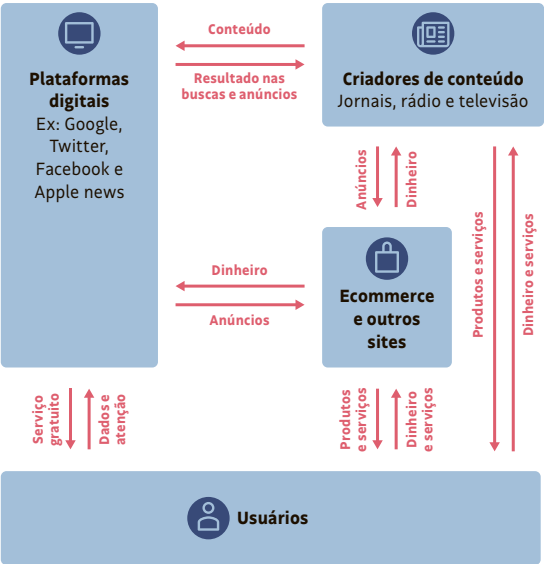 Plataformas
digitais
Ex: Google,
Twitter,
Facebook e
Apple news
Conteúdo
Resultado nas
buscas e anúncios
Criadores de conteúdo
Jornais, rádio e televisão
Anúncios
Dinheiro
Produtos e serviços
Dinheiro e serviços
Dinheiro
Anúncios
Ecommerce
e outros
sites
Serviço
gratuito
Dados e
atenção
Produtos
e serviços
Dinheiro
e serviços
Usuários